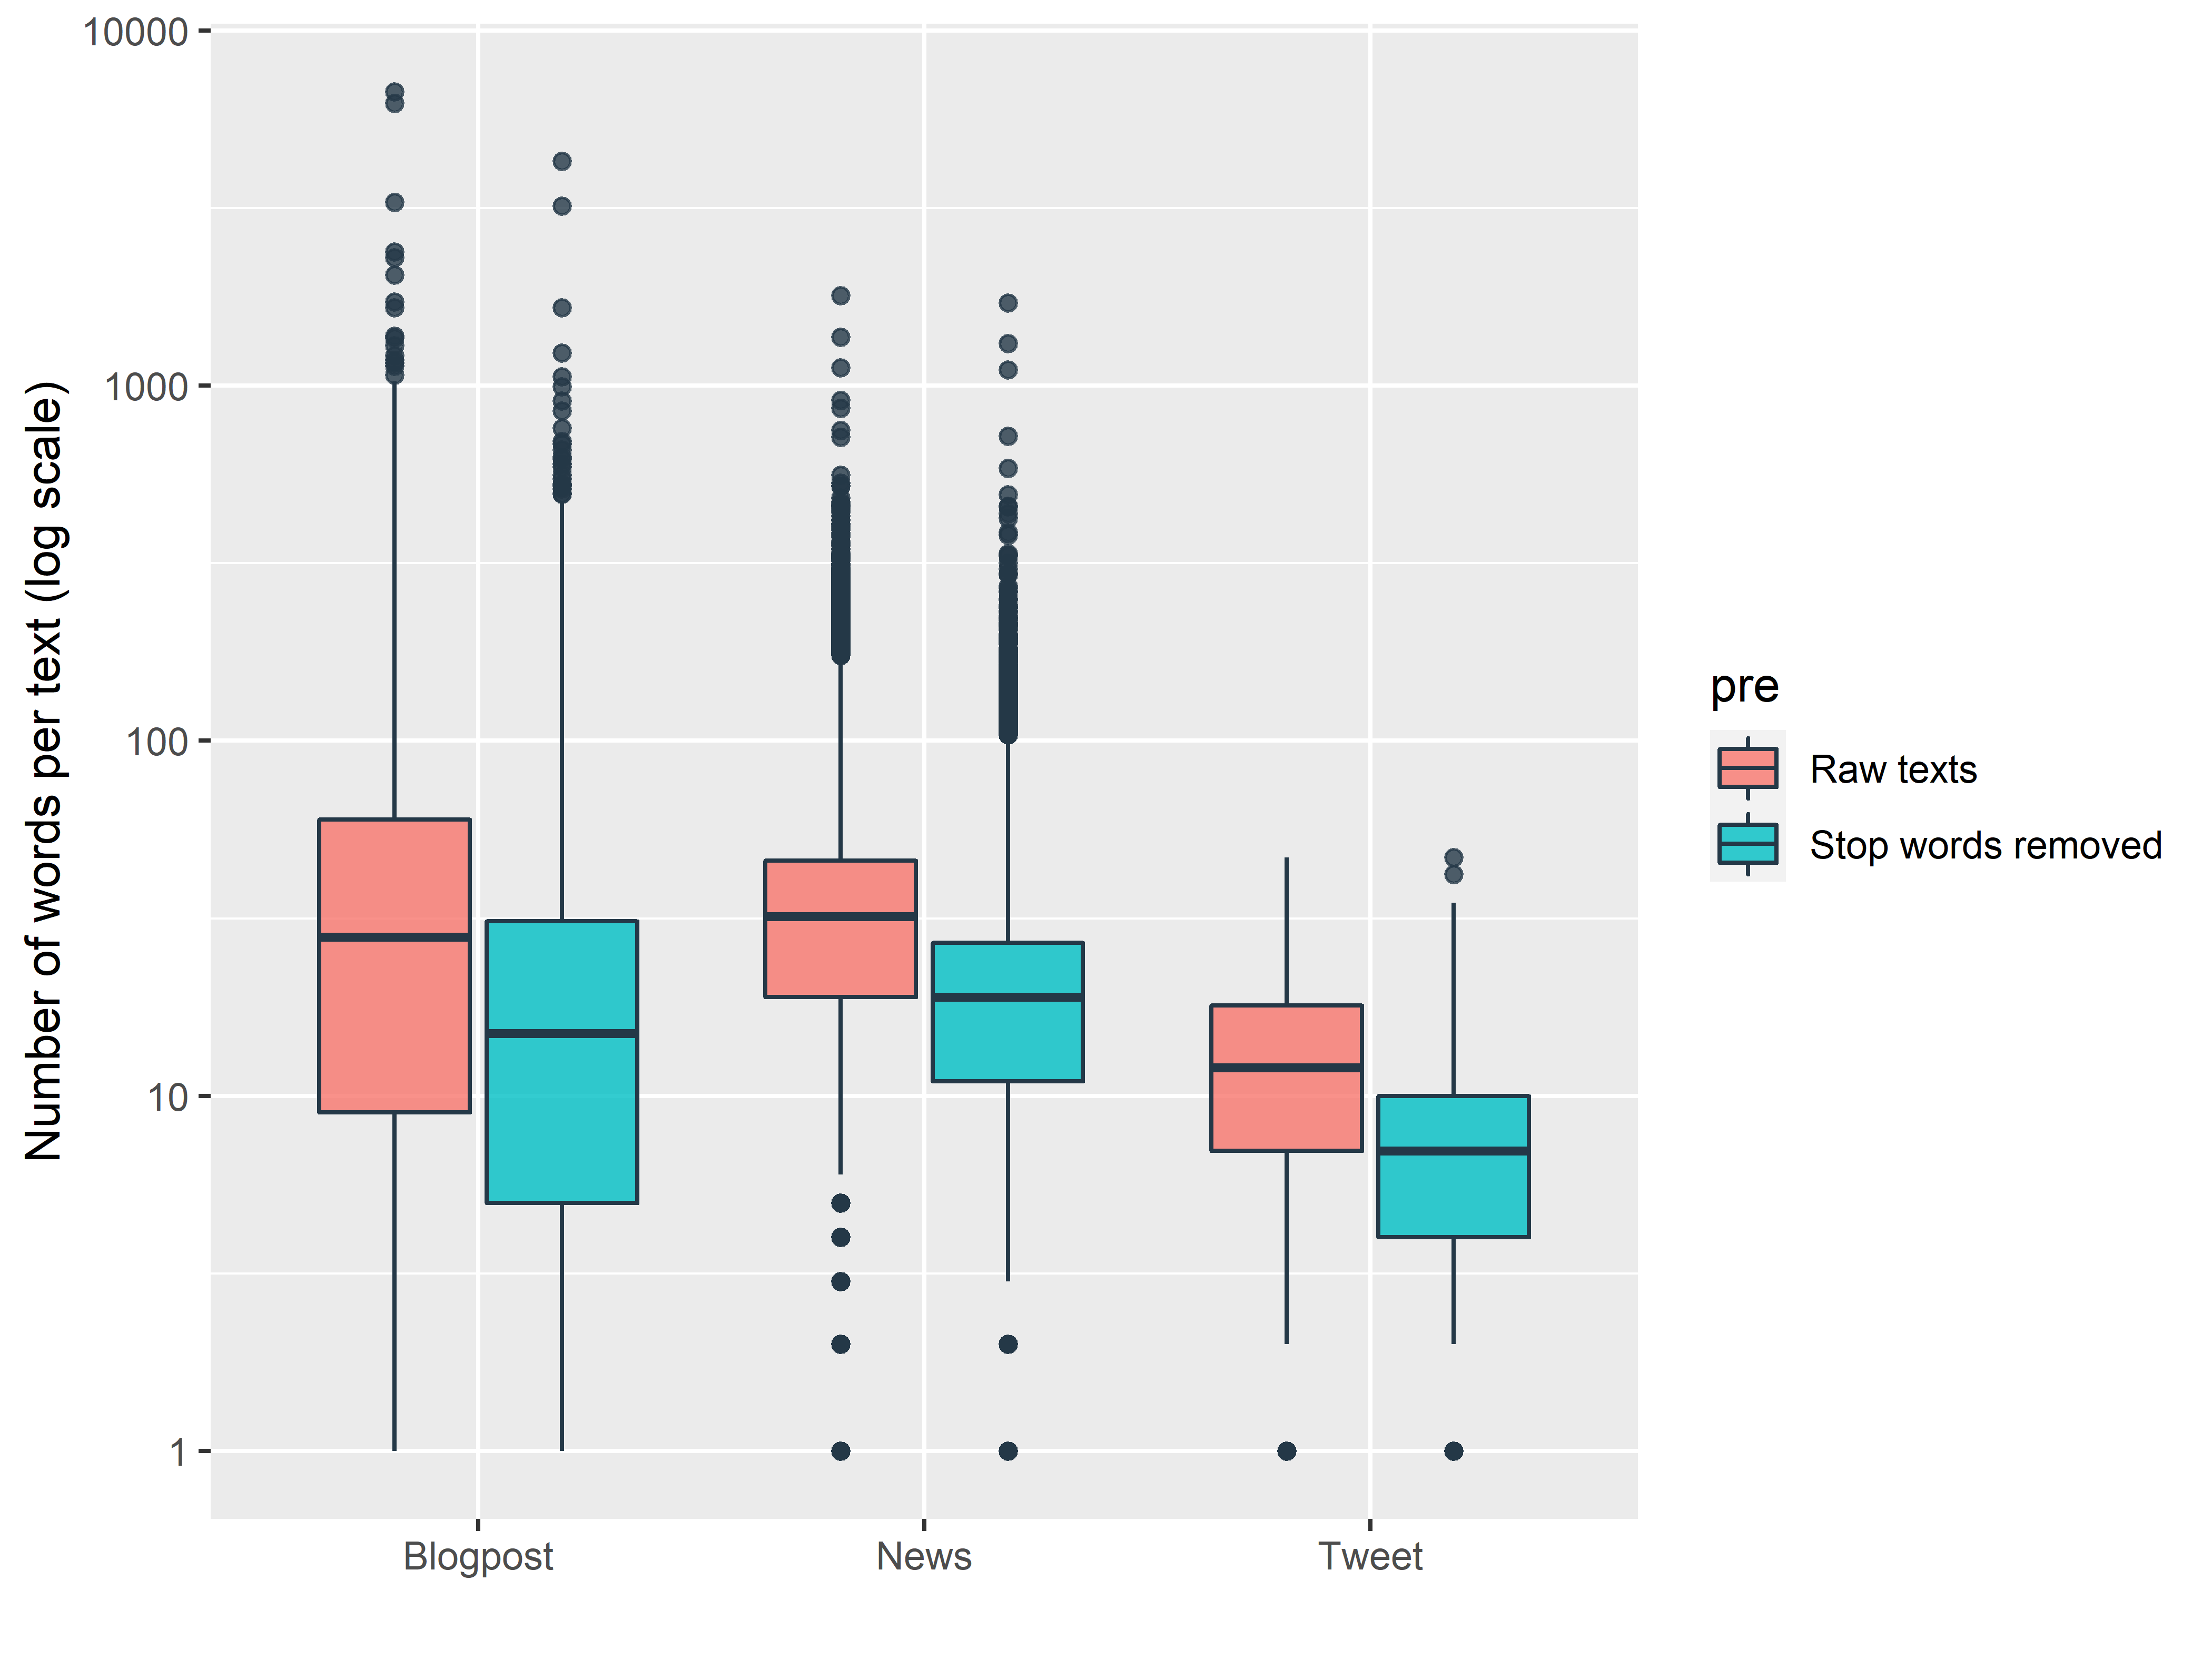 Number of words per text (log scale)
10000
1000
100
10
1
Blogpost News Tweet
pre
Raw texts
Stop words removed